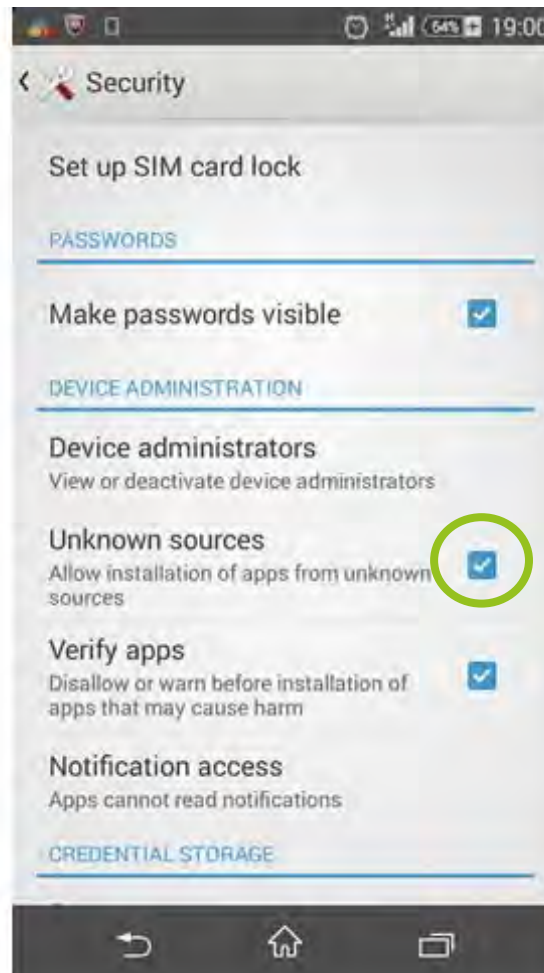 64% 19:00
Security
Set up SIM card lock
PASSWORDS
Make passwords visible
DEVICE ADMINISTRATION
Device administrators
View or deactivate device administrators
Unknown sources
Allow installation of apps from unknown
sources
Verify apps
Disallow or warn before installation of
apps that may cause harm
Notification access
Apps cannot read notifications
CREDENTIAL STORAGE